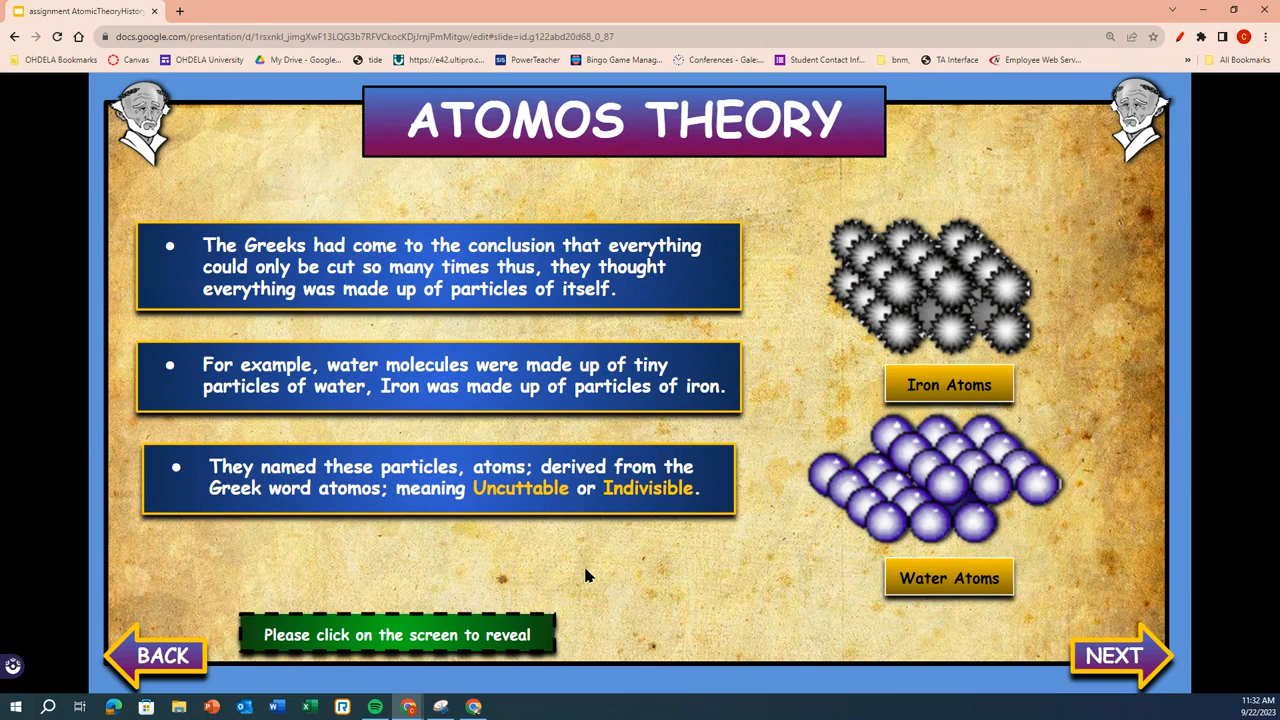 assignment AtomicTheoryHistory
docs.google.com/presentation/d/1rsxnkI_jimgXwF13LQG3b7RFVCkocKDjJrnjPmMitgw/edit#slide=id.g122abd20d68_0_87
OHDELA Bookmarks Canvas OHDELA University My Drive - Google... tide https://e42.ultipro.c... PowerTeacher Bingo Game Manag... Conferences - Gale:... Student Contact Inf... bnm, TA Interface Employee Web Serv... » All Bookmarks
ATOMOS THEORY
• The Greeks had come to the conclusion that everything
could only be cut so many times thus, they thought
everything was made up of particles of itself.
• For example, water molecules were made up of tiny
particles of water, Iron was made up of particles of iron.
• They named these particles, atoms; derived from the
Greek word atomos; meaning Uncuttable or Indivisible.
Iron Atoms
Water Atoms
Please click on the screen to reveal
BACK
NEXT
11:32 AM
9/22/2023